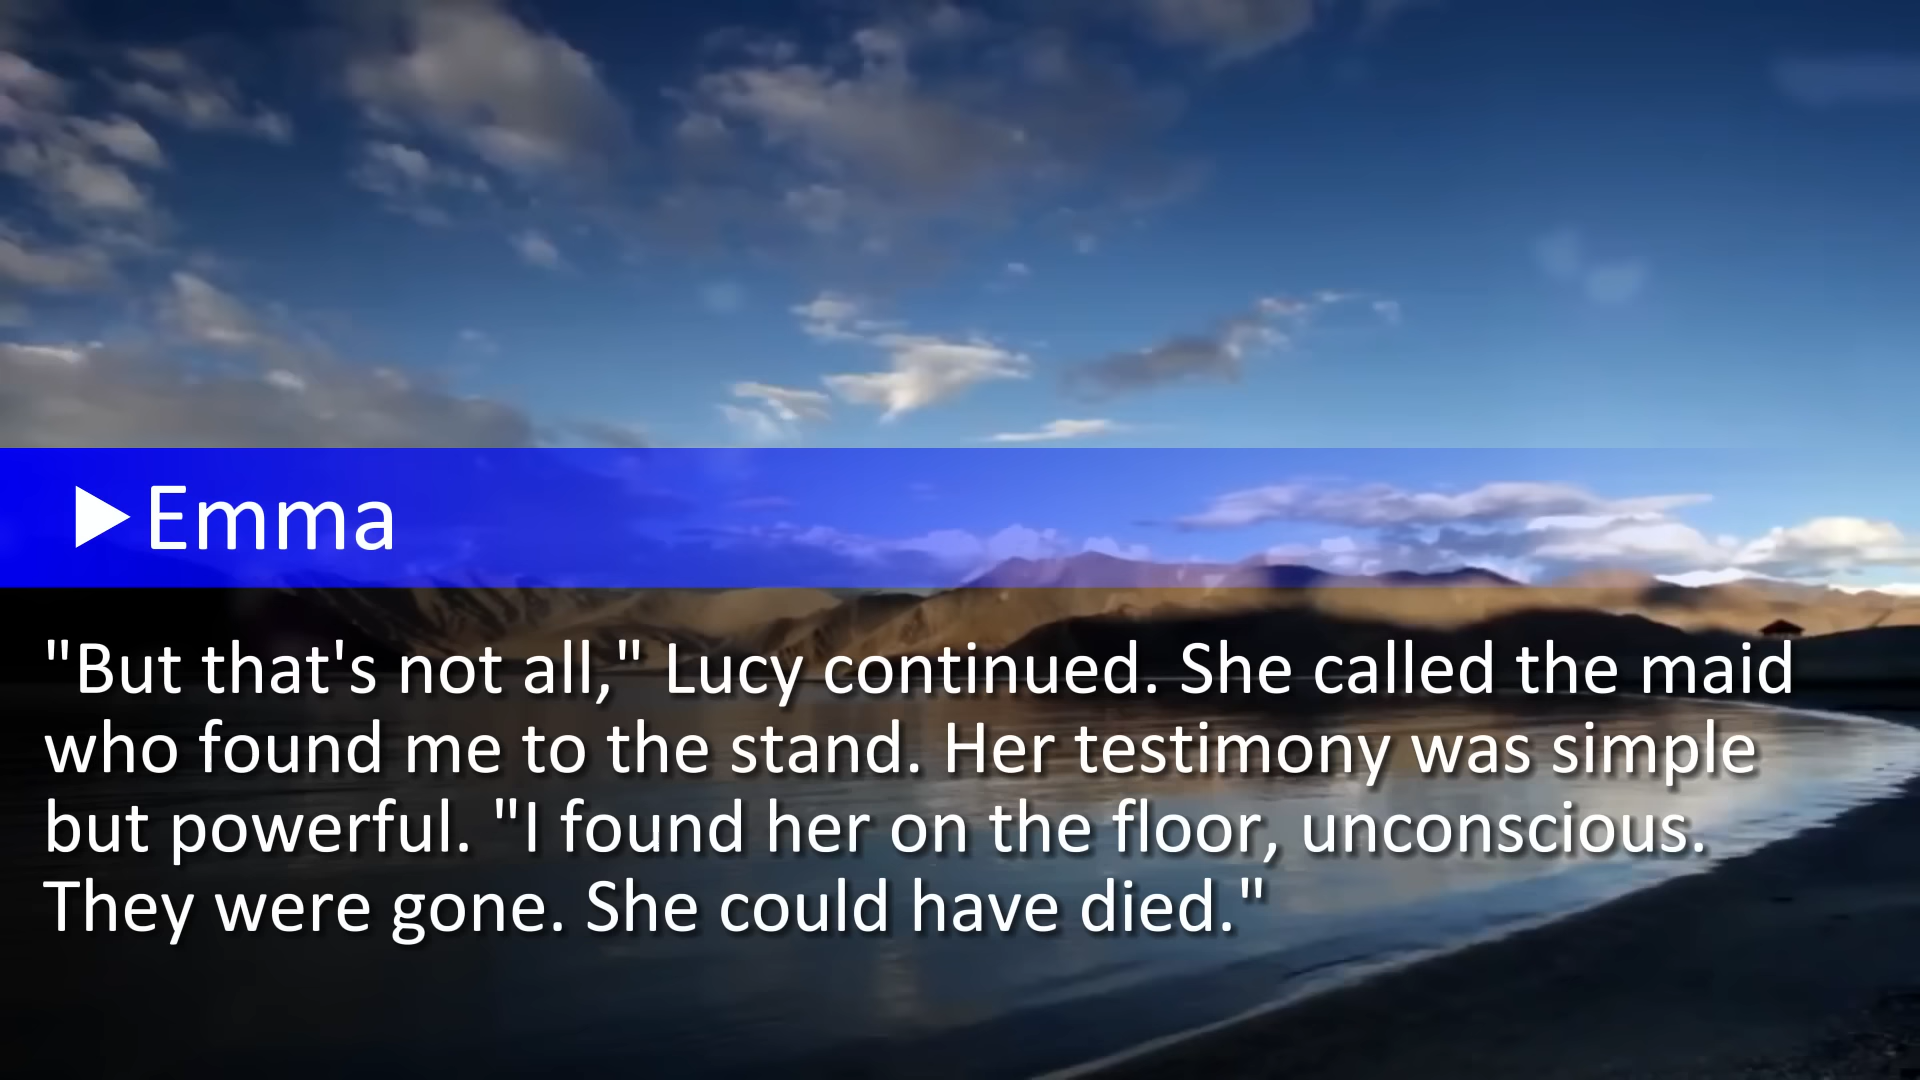 ▶Emma
"But that's not all," Lucy continued. She called the maid
who found me to the stand. Her testimony was simple
but powerful. "I found her on the floor, unconscious.
They were gone. She could have died."